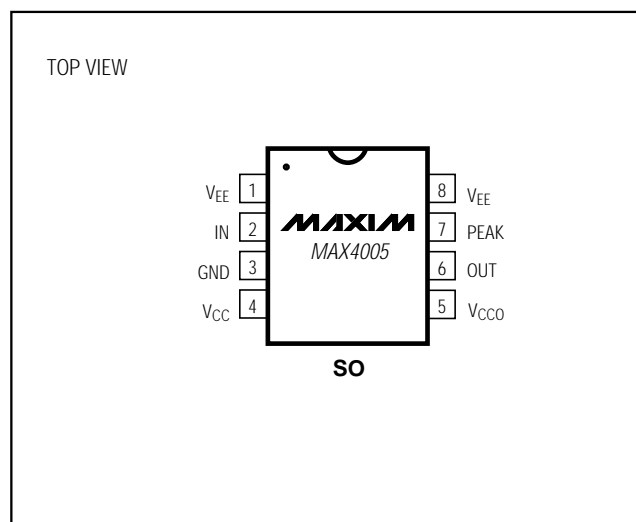 TOP VIEW
VEE 1
IN 2
GND 3
VCC 4
MAXIM
MAX4005
8 VEE
7 PEAK
6 OUT
5 VCCO
SO